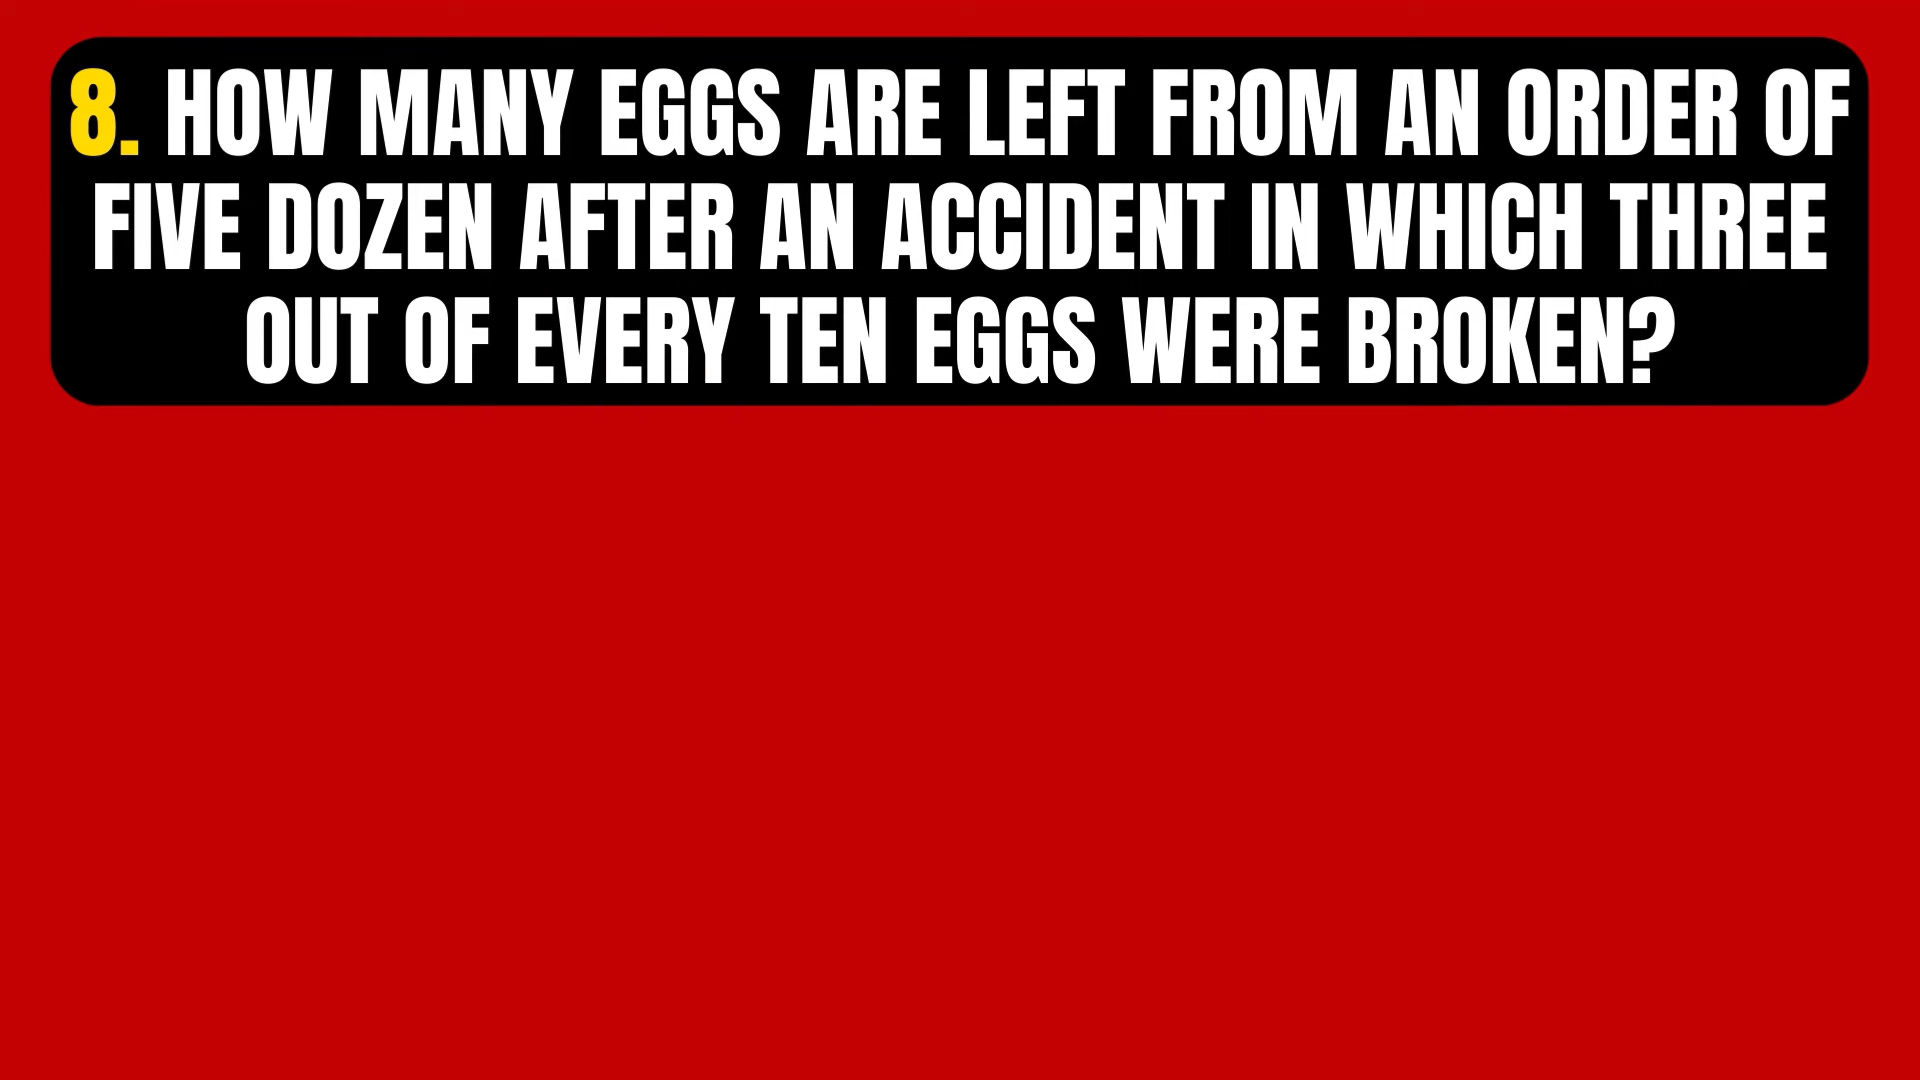 8. HOW MANY EGGS ARE LEFT FROM AN ORDER OF
FIVE DOZEN AFTER AN ACCIDENT IN WHICH THREE
OUT OF EVERY TEN EGGS WERE BROKEN?